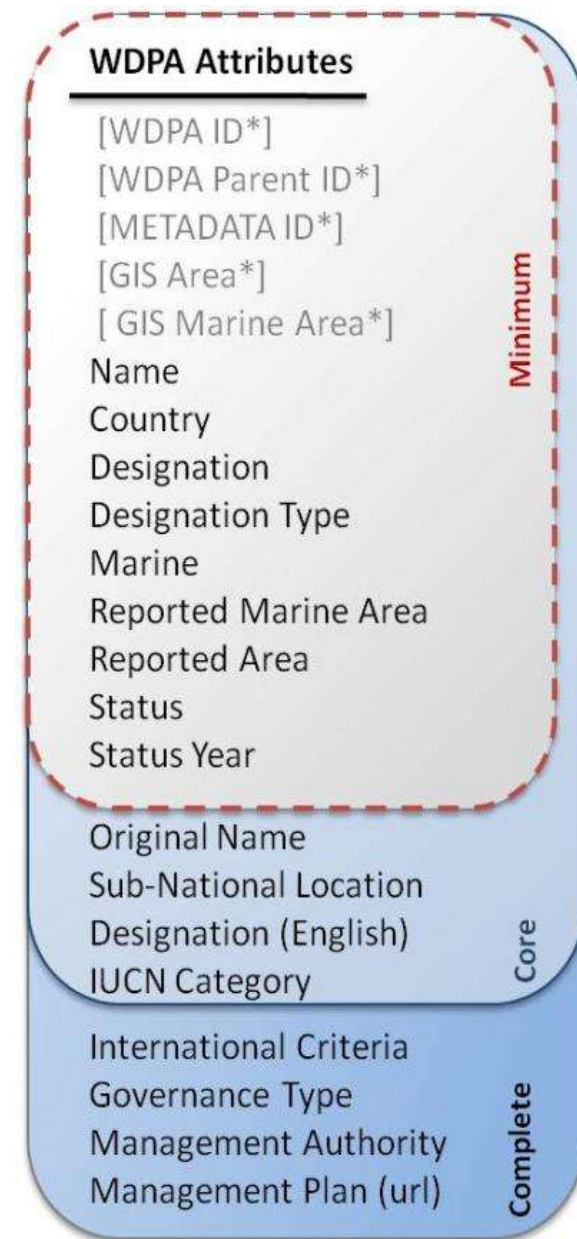 WDPA Attributes
[WDPA ID*]
[WDPA Parent ID*]
[METADATA ID*]
[GIS Area*]
[ GIS Marine Area*]
Name
Country
Designation
Designation Type
Marine
Reported Marine Area
Reported Area
Status
Status Year
Minimum
Original Name
Sub-National Location
Designation (English)
IUCN Category
Core
International Criteria
Governance Type
Management Authority
Management Plan (url)
Complete